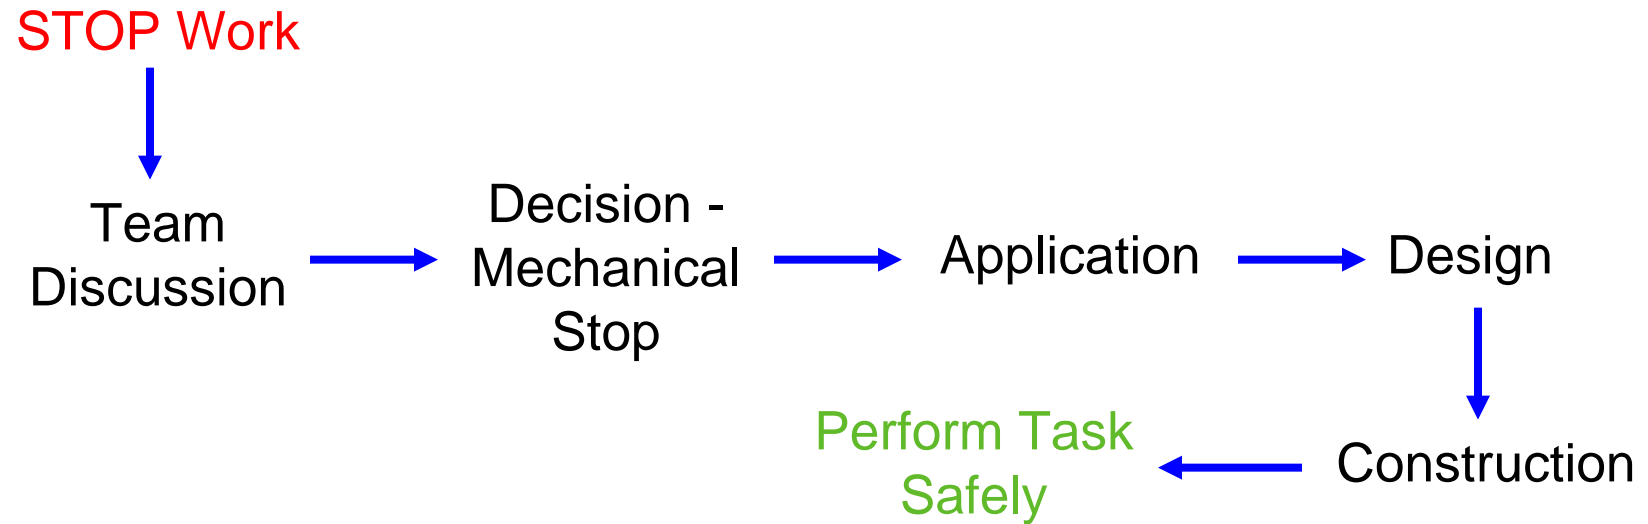 STOP Work
Team
Discussion
Decision -
Mechanical
Stop
Application
Design
Construction
Perform Task
Safely